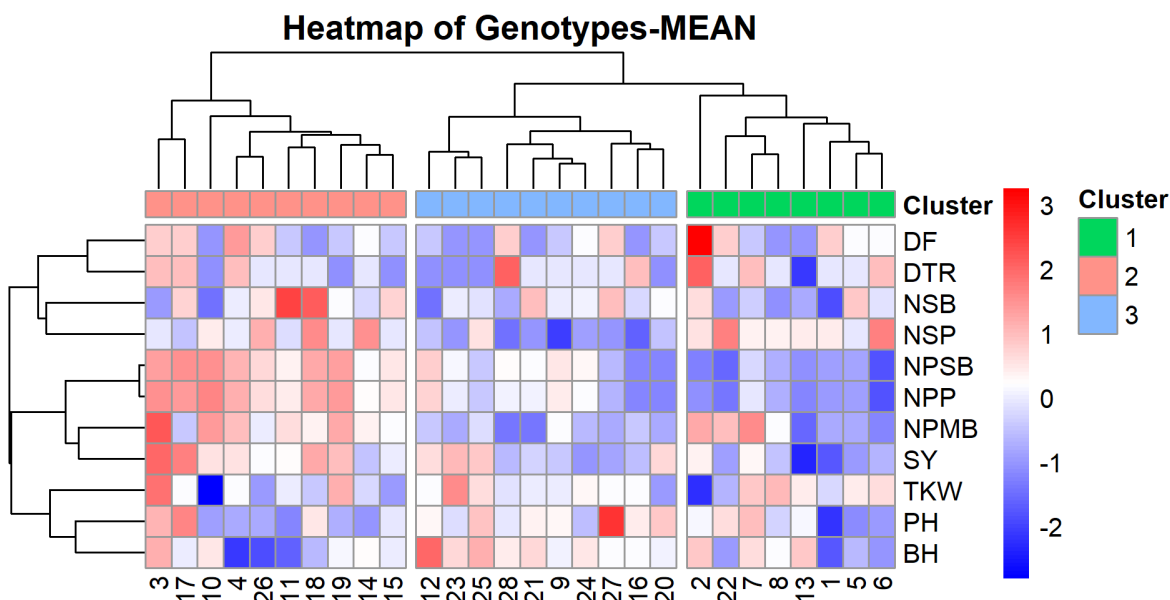 Heatmap of Genotypes-MEAN
Cluster
DF
DTR
NSB
NSP
NPSB
NPP
NPMB
SY
TKW
PH
BH
3 17 10 4 26 11 18 19 14 15 12 23 25 28 21 9 24 27 16 20 2 22 7 8 13 1 5 6
3
2
1
0
-1
-2
Cluster
1
2
3